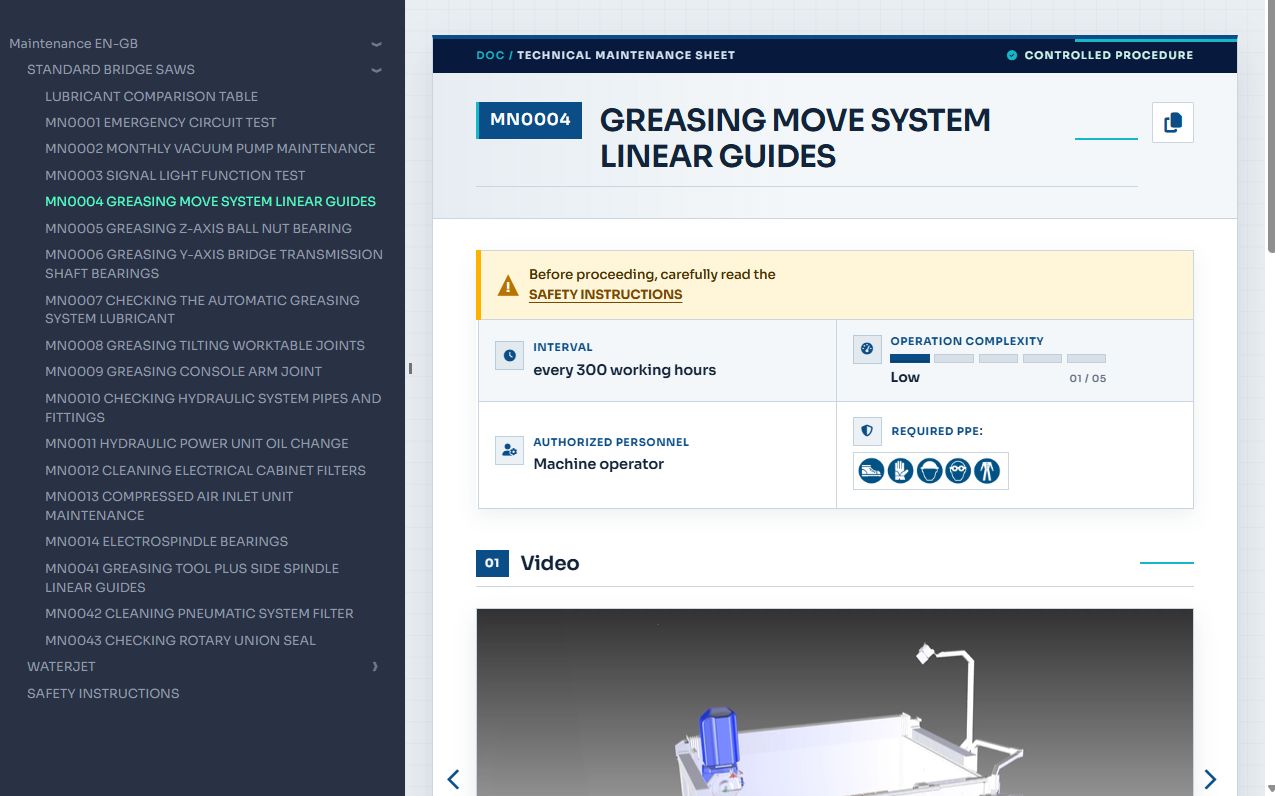 Maintenance EN-GB
STANDARD BRIDGE SAWS
LUBRICANT COMPARISON TABLE
MN0001 EMERGENCY CIRCUIT TEST
MN0002 MONTHLY VACUUM PUMP MAINTENANCE
MN0003 SIGNAL LIGHT FUNCTION TEST
MN0004 GREASING MOVE SYSTEM LINEAR GUIDES
MN0005 GREASING Z-AXIS BALL NUT BEARING
MN0006 GREASING Y-AXIS BRIDGE TRANSMISSION
SHAFT BEARINGS
MN0007 CHECKING THE AUTOMATIC GREASING
SYSTEM LUBRICANT
MN0008 GREASING TILTING WORKTABLE JOINTS
MN0009 GREASING CONSOLE ARM JOINT
MN0010 CHECKING HYDRAULIC SYSTEM PIPES AND
FITTINGS
MN0011 HYDRAULIC POWER UNIT OIL CHANGE
MN0012 CLEANING ELECTRICAL CABINET FILTERS
MN0013 COMPRESSED AIR INLET UNIT
MAINTENANCE
MN0014 ELECTROSPINDLE BEARINGS
MN0041 GREASING TOOL PLUS SIDE SPINDLE
LINEAR GUIDES
MN0042 CLEANING PNEUMATIC SYSTEM FILTER
MN0043 CHECKING ROTARY UNION SEAL
WATERJET
SAFETY INSTRUCTIONS
DOC / TECHNICAL MAINTENANCE SHEET
CONTROLLED PROCEDURE
MN0004
GREASING MOVE SYSTEM
LINEAR GUIDES
Before proceeding, carefully read the
SAFETY INSTRUCTIONS
INTERVAL
every 300 working hours
OPERATION COMPLEXITY
Low
01 / 05
AUTHORIZED PERSONNEL
Machine operator
REQUIRED PPE:
01
Video